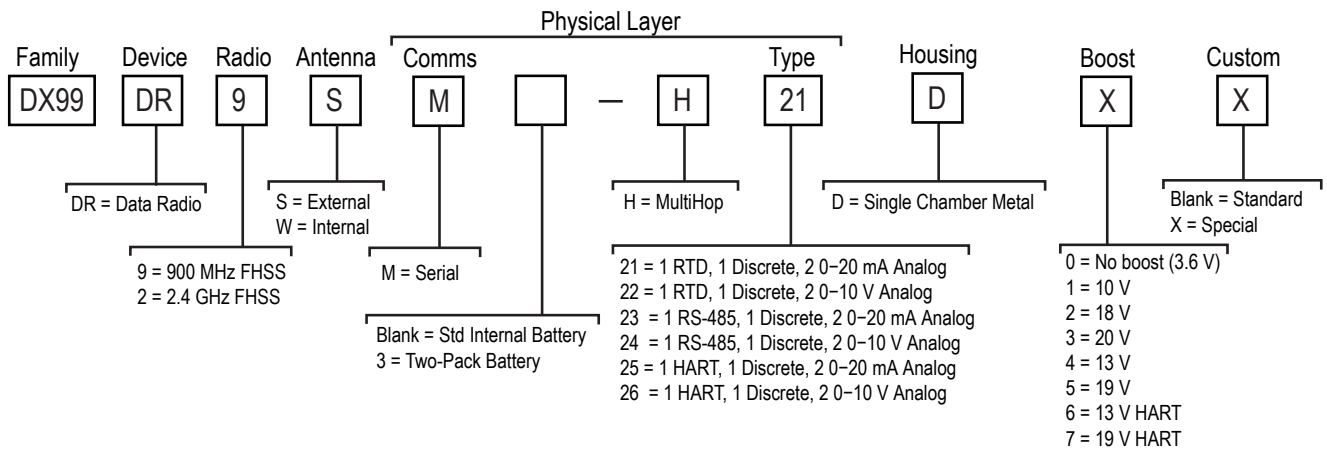 Physical Layer
Family Device Radio Antenna Comms Type Housing Boost Custom
DX99 DR 9 S M – H 21 D X X
DR = Data Radio
S = External
W = Internal
H = MultiHop
D = Single Chamber Metal
Blank = Standard
X = Special
9 = 900 MHz FHSS
2 = 2.4 GHz FHSS
M = Serial
Blank = Std Internal Battery
3 = Two-Pack Battery
21 = 1 RTD, 1 Discrete, 2 0−20 mA Analog
22 = 1 RTD, 1 Discrete, 2 0−10 V Analog
23 = 1 RS-485, 1 Discrete, 2 0−20 mA Analog
24 = 1 RS-485, 1 Discrete, 2 0−10 V Analog
25 = 1 HART, 1 Discrete, 2 0−20 mA Analog
26 = 1 HART, 1 Discrete, 2 0−10 V Analog
0 = No boost (3.6 V)
1 = 10 V
2 = 18 V
3 = 20 V
4 = 13 V
5 = 19 V
6 = 13 V HART
7 = 19 V HART